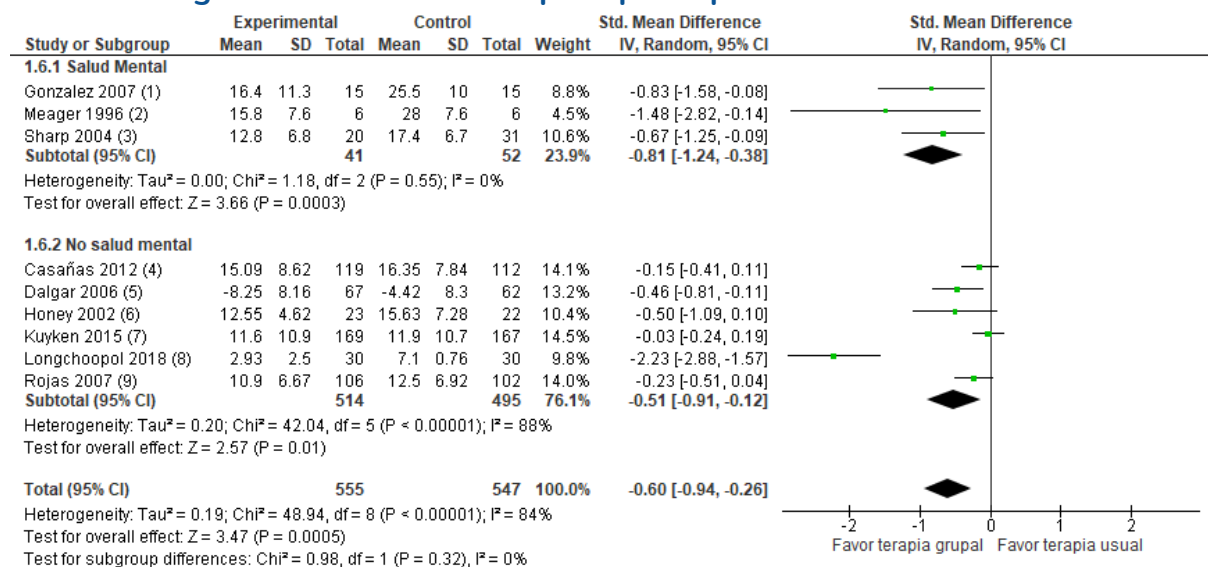 Experimental Control Std. Mean Difference Std. Mean Difference
Study or Subgroup Mean SD Total Mean SD Total Weight IV, Random, 95% CI IV, Random, 95% CI
1.6.1 Salud Mental
Gonzalez 2007 (1) 16.4 11.3 15 25.5 10 15 8.8% -0.83 [-1.58, -0.08]
Meager 1996 (2) 15.8 7.6 6 28 7.6 6 4.5% -1.48 [-2.82, -0.14]
Sharp 2004 (3) 12.8 6.8 20 17.4 6.7 31 10.6% -0.67 [-1.25, -0.09]
Subtotal (95% CI) 41 52 23.9% -0.81 [-1.24, -0.38]
Heterogeneity: Tau² = 0.00; Chi² = 1.18, df = 2 (P = 0.55); I² = 0%
Test for overall effect: Z = 3.66 (P = 0.0003)
1.6.2 No salud mental
Casañas 2012 (4) 15.09 8.62 119 16.35 7.84 112 14.1% -0.15 [-0.41, 0.11]
Dalgar 2006 (5) -8.25 8.16 67 -4.42 8.3 62 13.2% -0.46 [-0.81, -0.11]
Honey 2002 (6) 12.55 4.62 23 15.63 7.28 22 10.4% -0.50 [-1.09, 0.10]
Kuyken 2015 (7) 11.6 10.9 169 11.9 10.7 167 14.5% -0.03 [-0.24, 0.19]
Longchoopol 2018 (8) 2.93 2.5 30 7.1 0.76 30 9.8% -2.23 [-2.88, -1.57]
Rojas 2007 (9) 10.9 6.67 106 12.5 6.92 102 14.0% -0.23 [-0.51, 0.04]
Subtotal (95% CI) 514 495 76.1% -0.51 [-0.91, -0.12]
Heterogeneity: Tau² = 0.20; Chi² = 42.04, df = 5 (P < 0.00001); I² = 88%
Test for overall effect: Z = 2.57 (P = 0.01)
Total (95% CI) 555 547 100.0% -0.60 [-0.94, -0.26]
Heterogeneity: Tau² = 0.19; Chi² = 48.94, df = 8 (P < 0.00001); I² = 84%
Test for overall effect: Z = 3.47 (P = 0.0005)
Test for subgroup differences: Chi² = 0.98, df = 1 (P = 0.32), I² = 0%
-2 -1 0 1 2
Favor terapia grupal Favor terapia usual